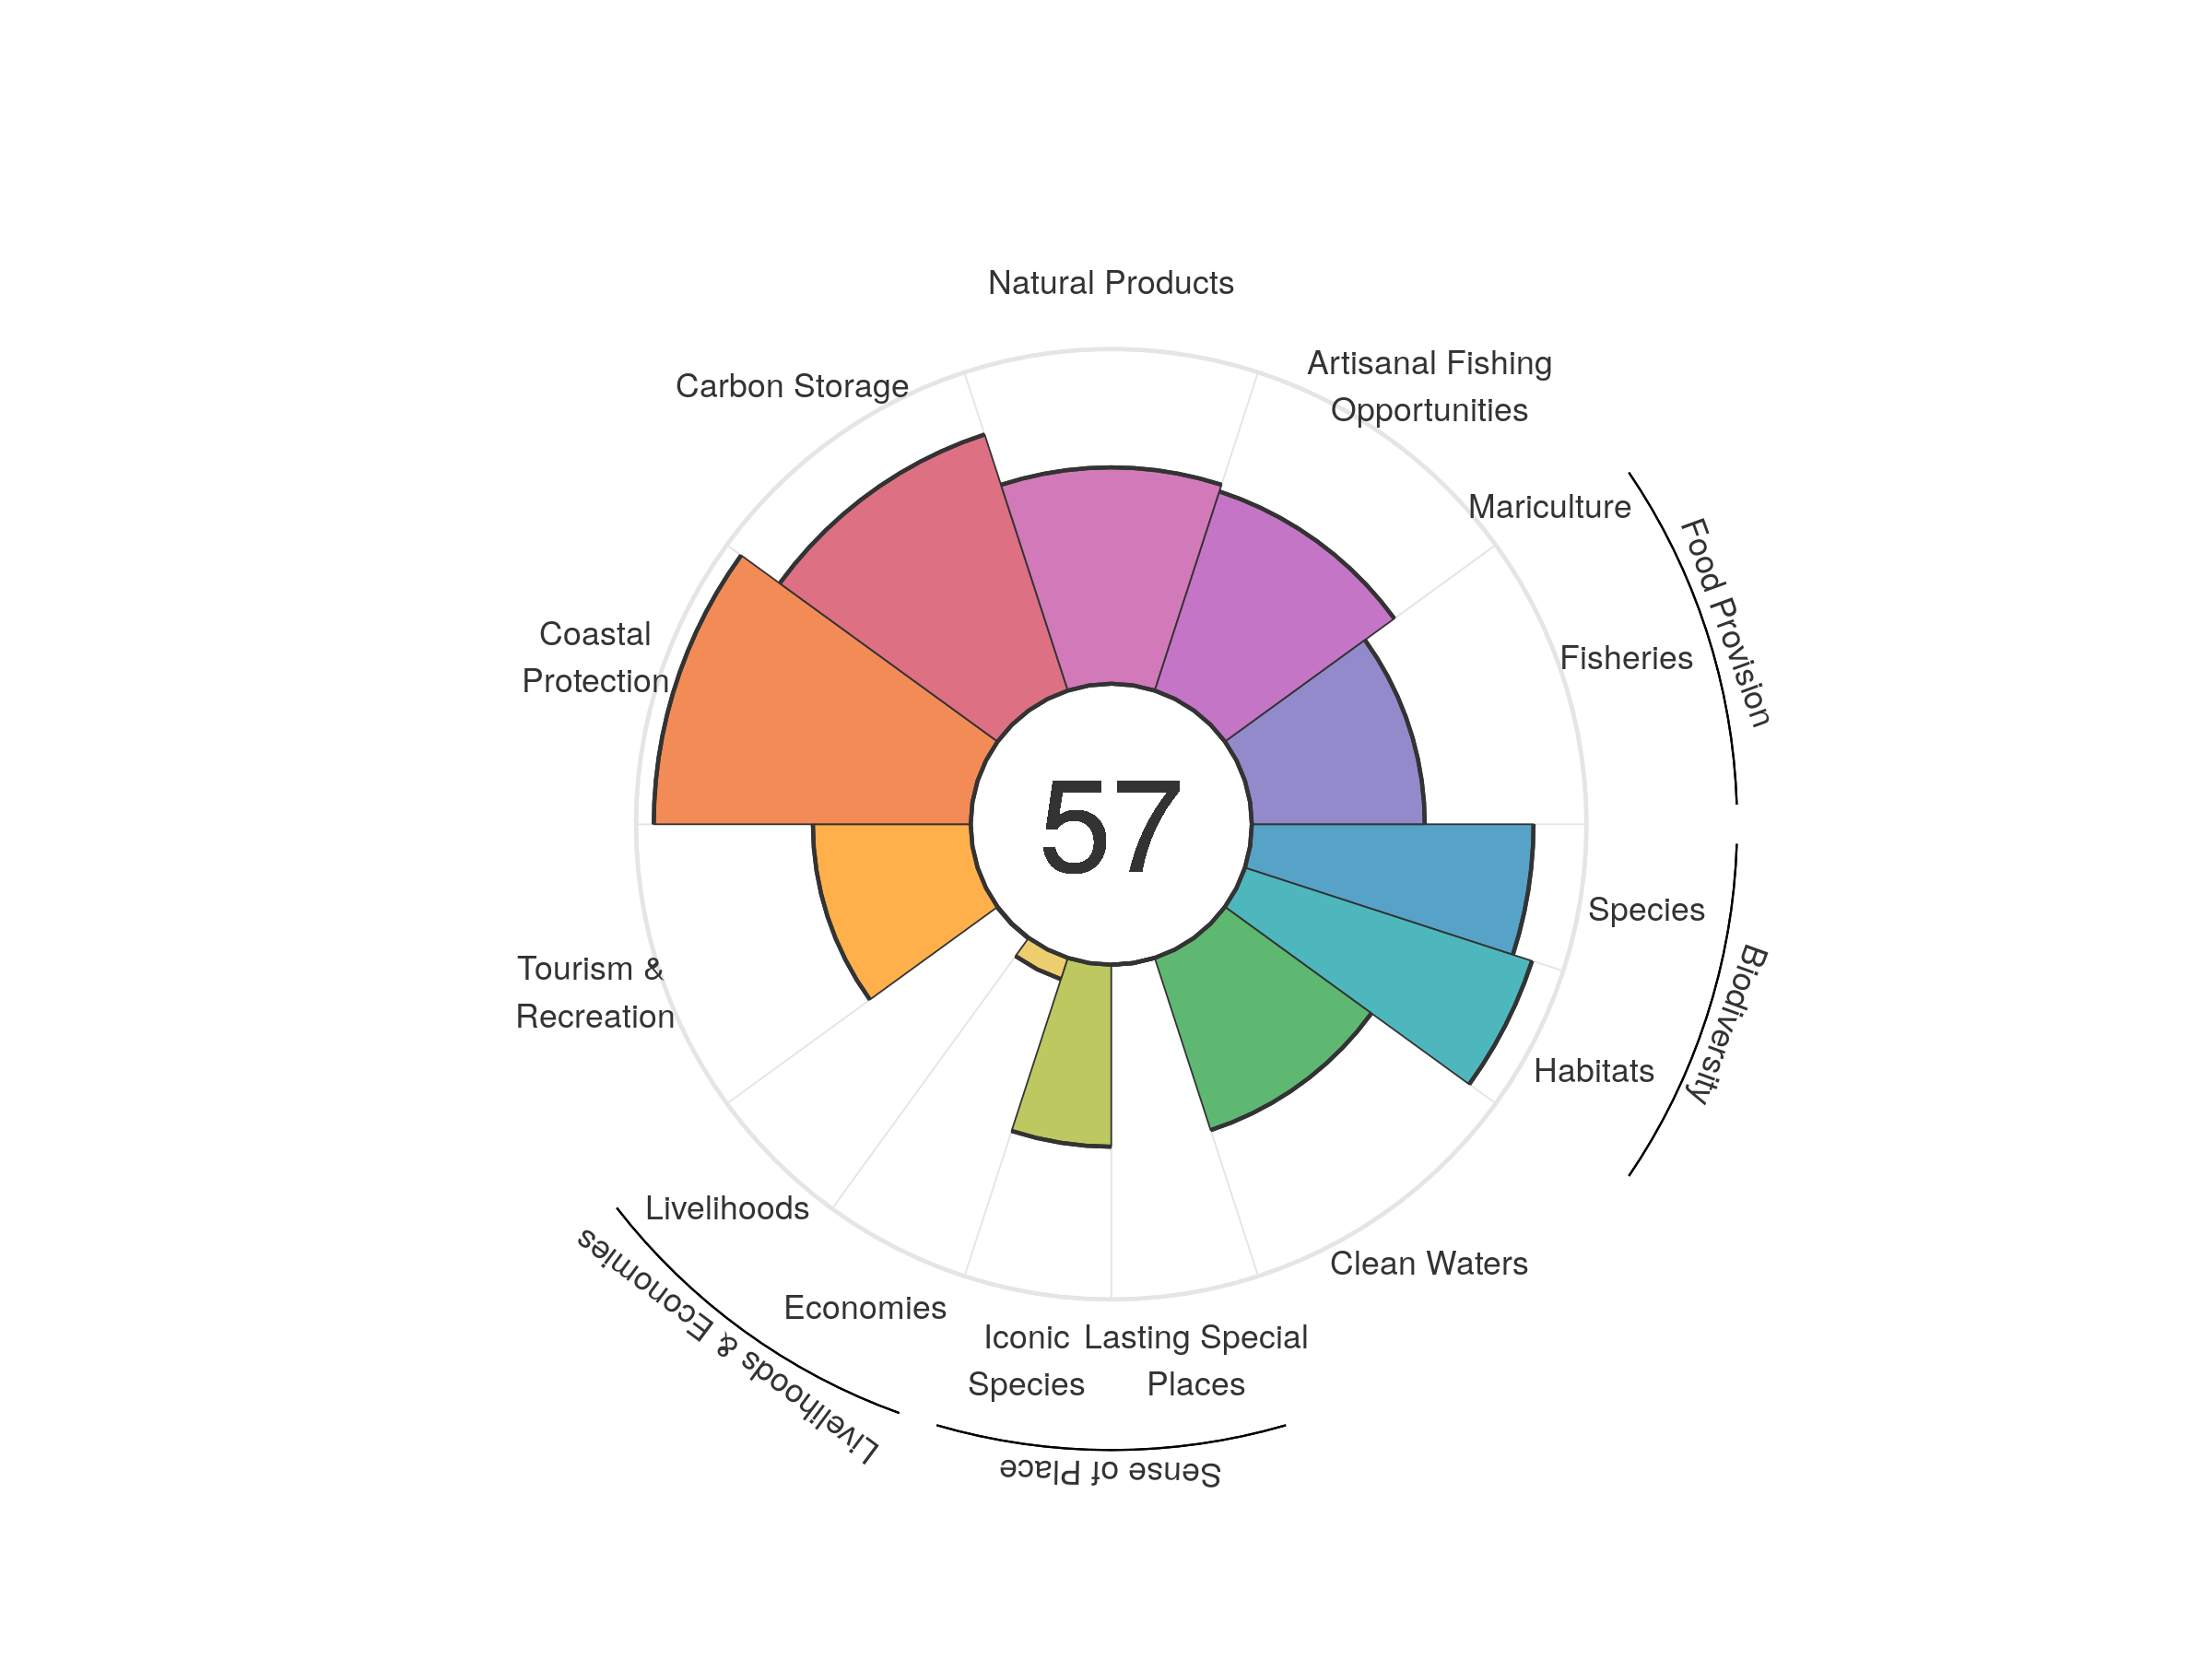 Natural Products
Carbon Storage
Artisanal Fishing
Opportunities
Mariculture
Food Provision
Fisheries
Coastal
Protection
57
Species
Biodiversity
Habitats
Tourism &
Recreation
Livelihoods
Livelihoods & Economies
Economies
Clean Waters
Iconic
Species
Lasting Special
Places
Sense of Place